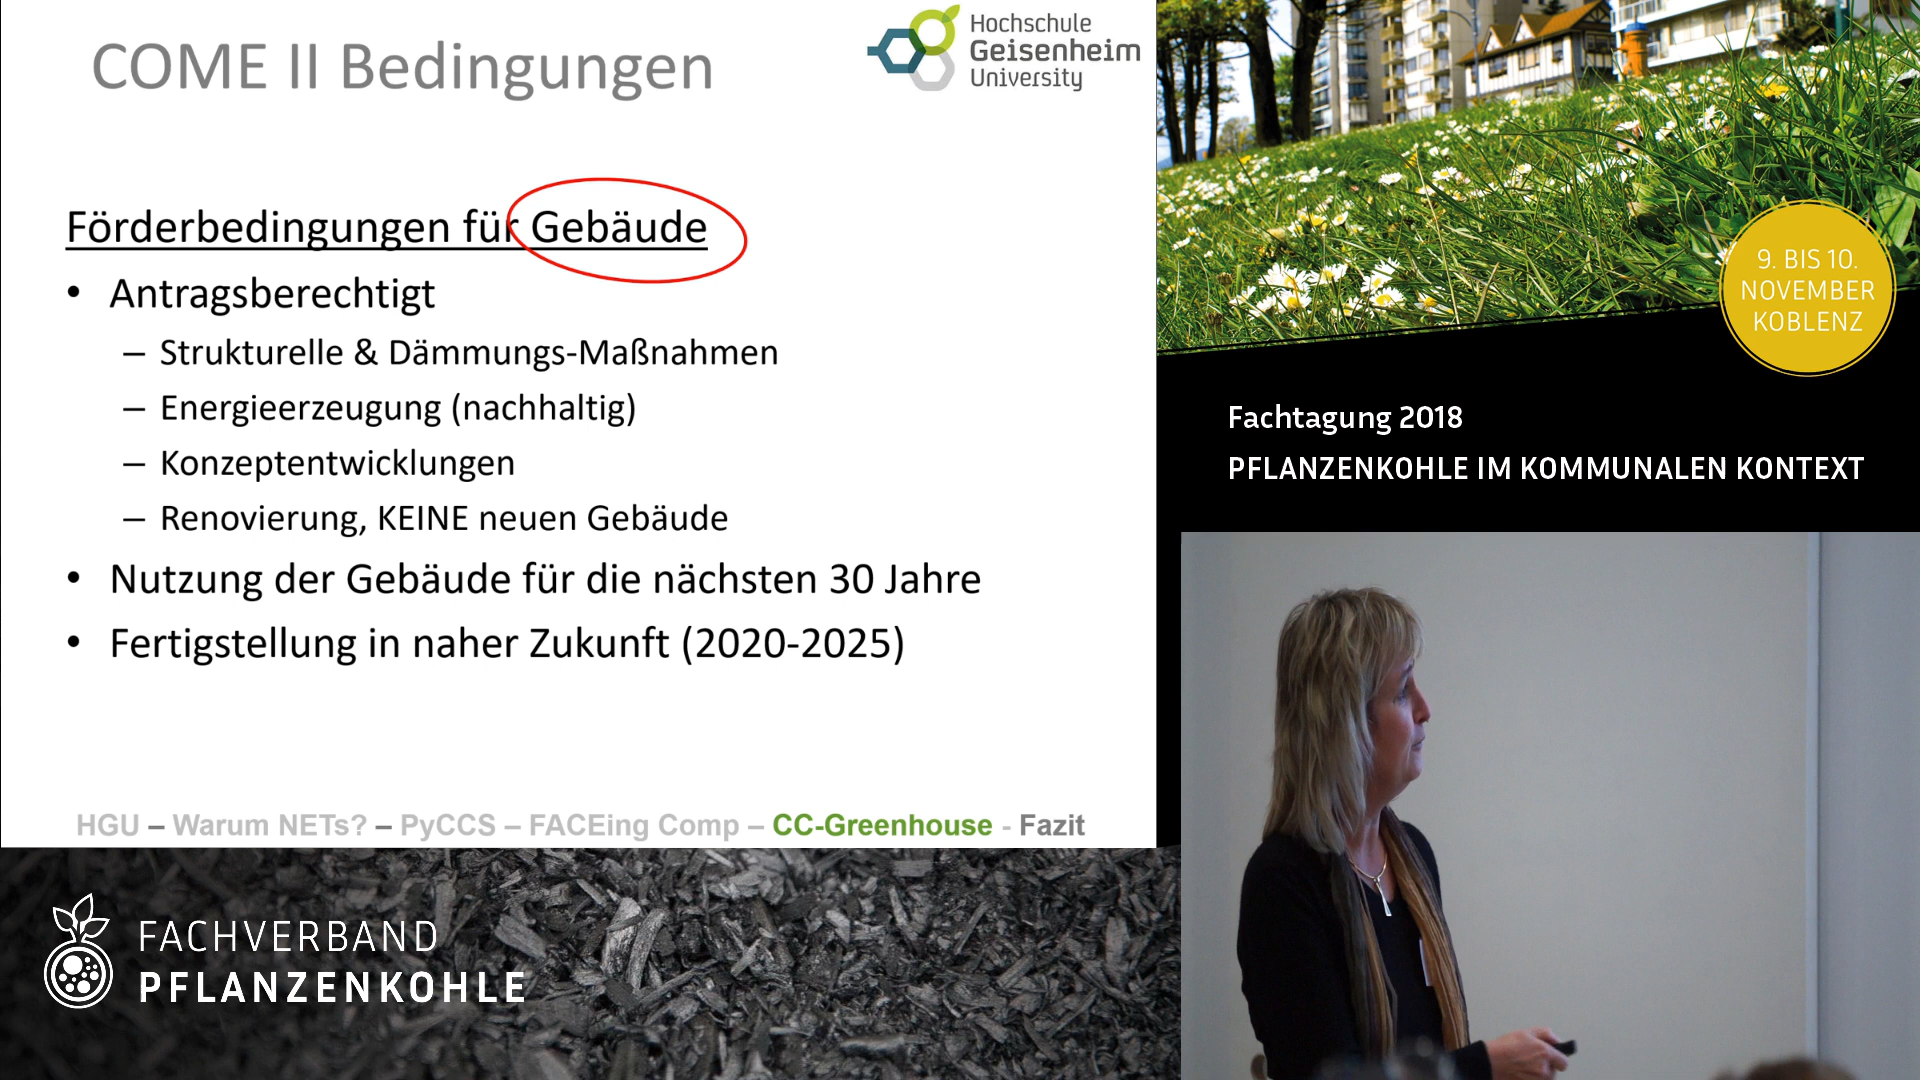 COME II Bedingungen
Hochschule
Geisenheim
University
Förderbedingungen für Gebäude
• Antragsberechtigt
– Strukturelle & Dämmungs-Maßnahmen
– Energieerzeugung (nachhaltig)
– Konzeptentwicklungen
– Renovierung, KEINE neuen Gebäude
• Nutzung der Gebäude für die nächsten 30 Jahre
• Fertigstellung in naher Zukunft (2020-2025)
HGU – Warum NETs? – PyCCS – FACEing Comp – CC-Greenhouse - Fazit
9. BIS 10.
NOVEMBER
KOBLENZ
Fachtagung 2018
PFLANZENKOHLE IM KOMMUNALEN KONTEXT
FACHVERBAND
PFLANZENKOHLE